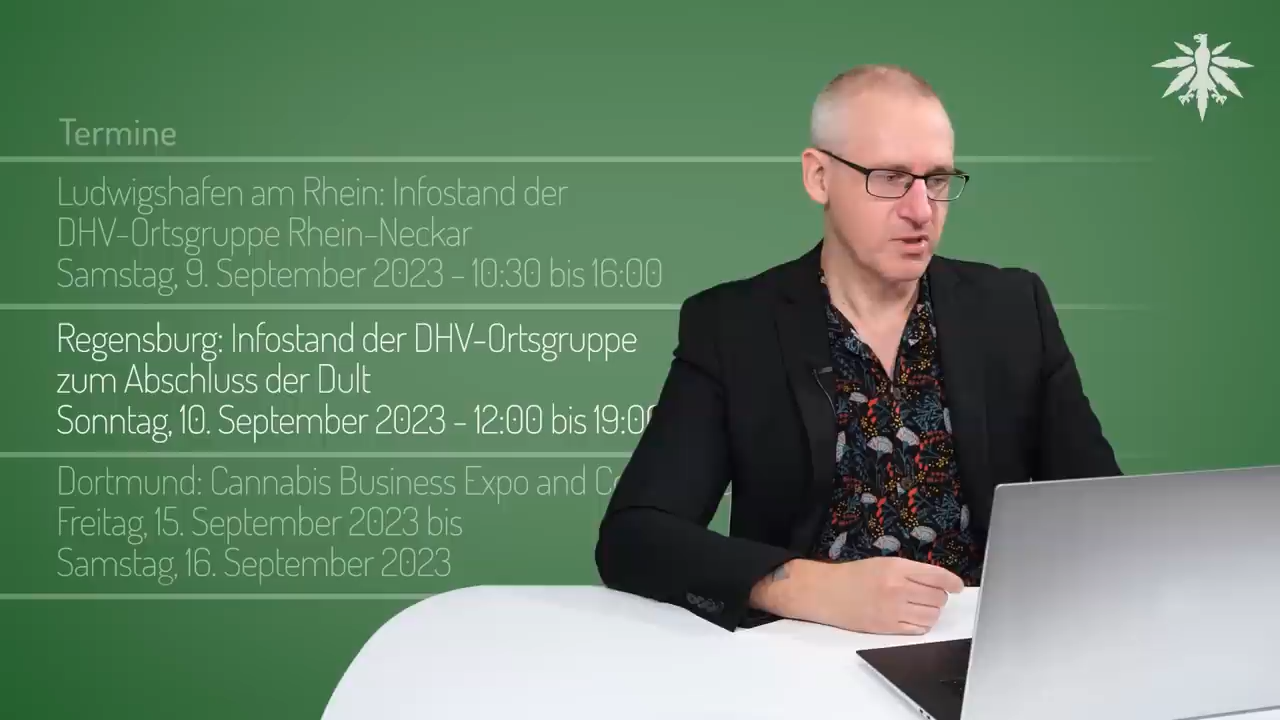 Termine
Ludwigshafen am Rhein: Infostand der
DHV-Ortsgruppe Rhein-Neckar
Samstag, 9. September 2023 - 10:30 bis 16:00
Regensburg: Infostand der DHV-Ortsgruppe
zum Abschluss der Dult
Sonntag, 10. September 2023 - 12:00 bis 19:00
Dortmund: Cannabis Business Expo and
Freitag, 15. September 2023 bis
Samstag, 16. September 2023